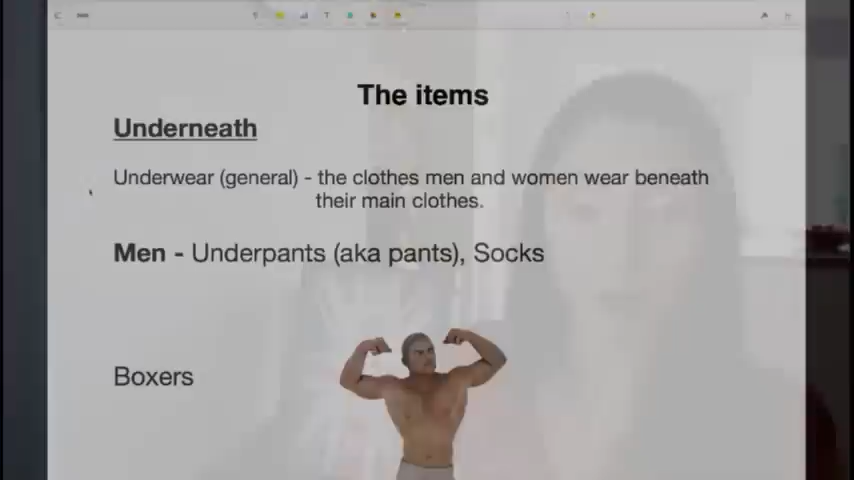 The items
Underneath
Underwear (general) - the clothes men and women wear beneath
their main clothes.
Men - Underpants (aka pants), Socks
Boxers